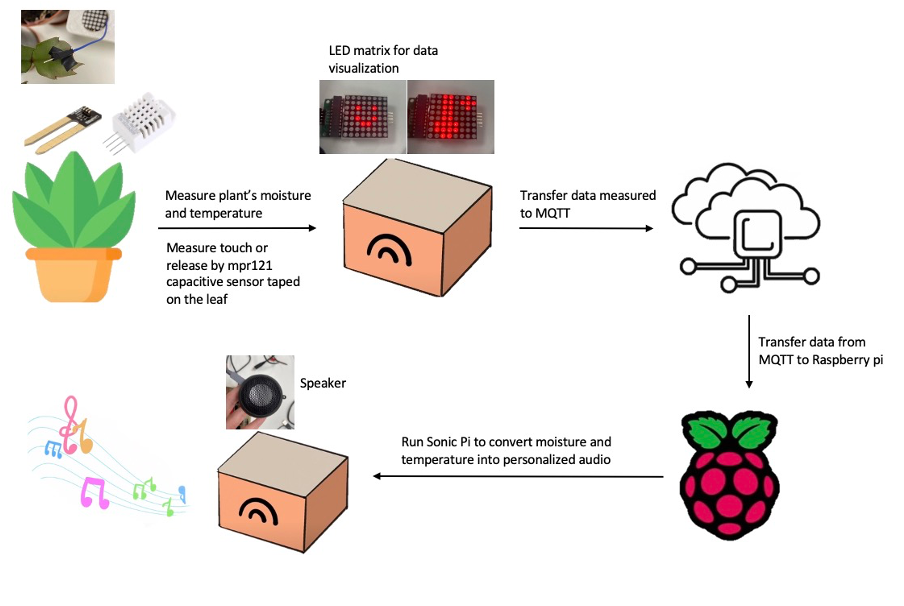 LED matrix for data
visualization
Measure plant's moisture
and temperature
Measure touch or
release by mpr121
capacitive sensor taped
on the leaf
Transfer data measured
to MQTT
Transfer data from
MQTT to Raspberry pi
Speaker
Run Sonic Pi to convert moisture and
temperature into personalized audio